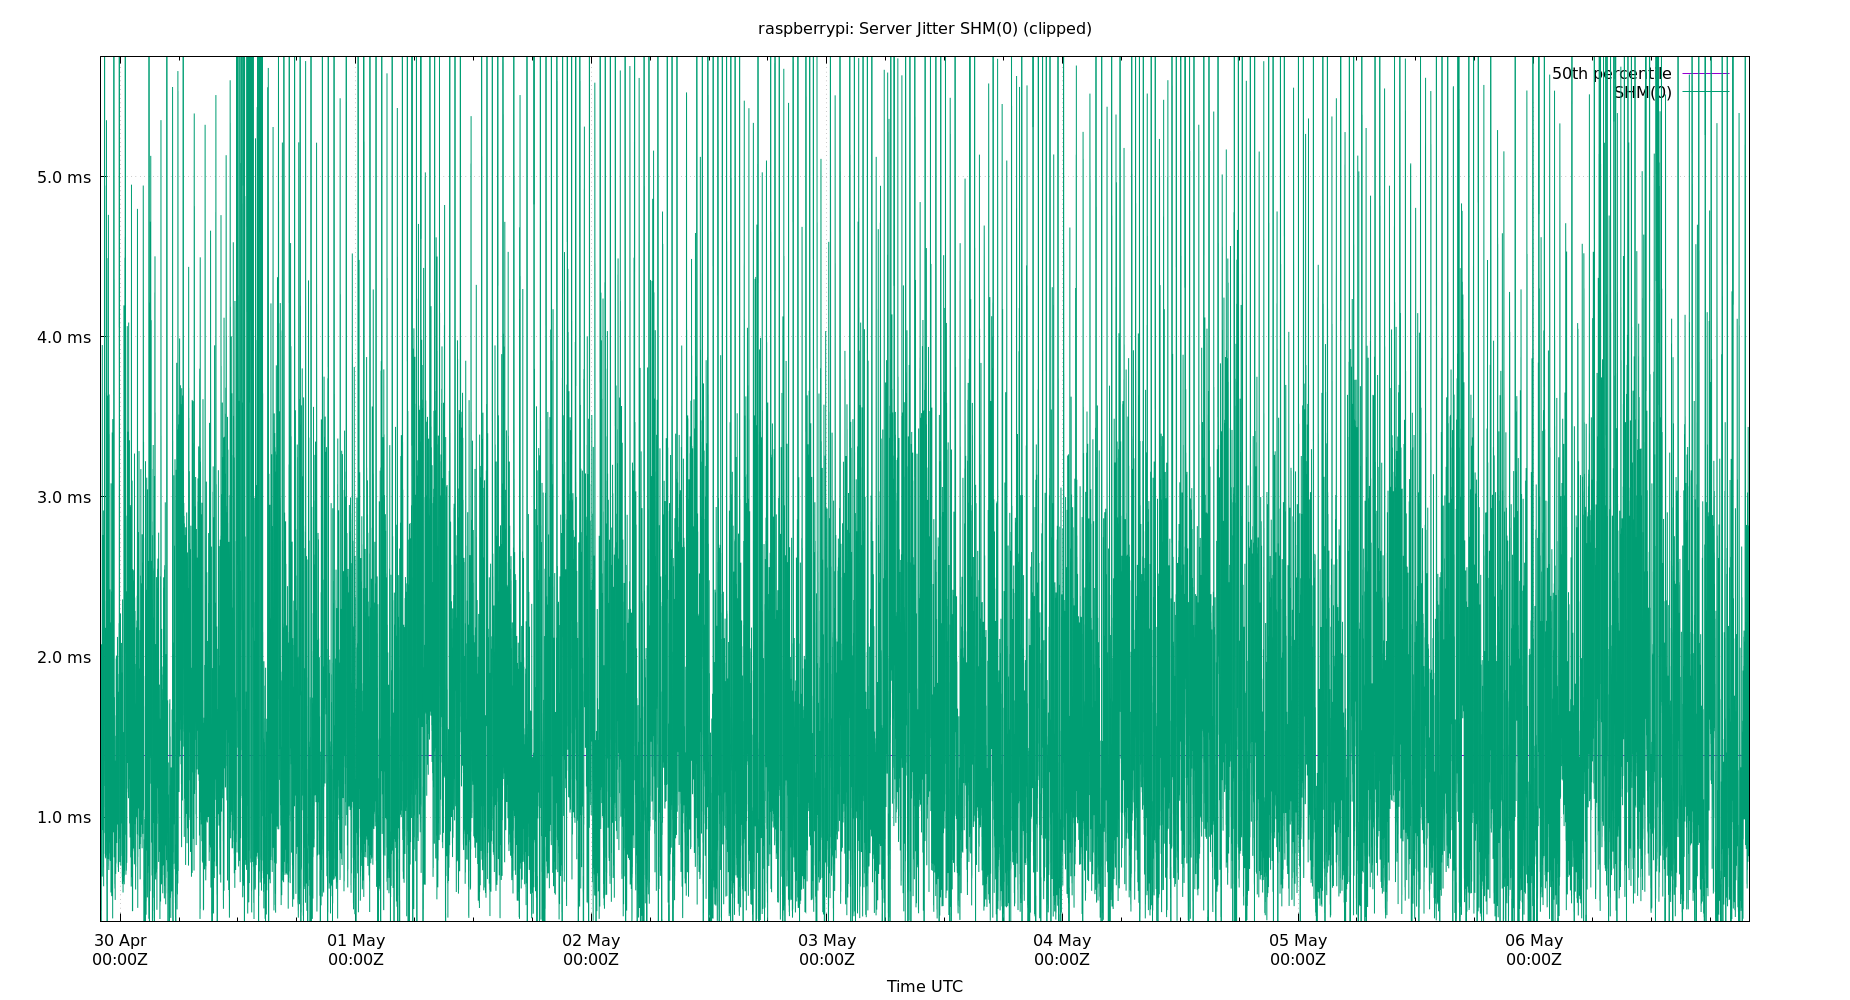 raspberrypi: Server Jitter SHM(0) (clipped)
50th percentile
SHM(0)
5.0 ms
4.0 ms
3.0 ms
2.0 ms
1.0 ms
30 Apr 01 May 02 May 03 May 04 May 05 May 06 May
00:00Z 00:00Z 00:00Z 00:00Z 00:00Z 00:00Z 00:00Z
Time UTC